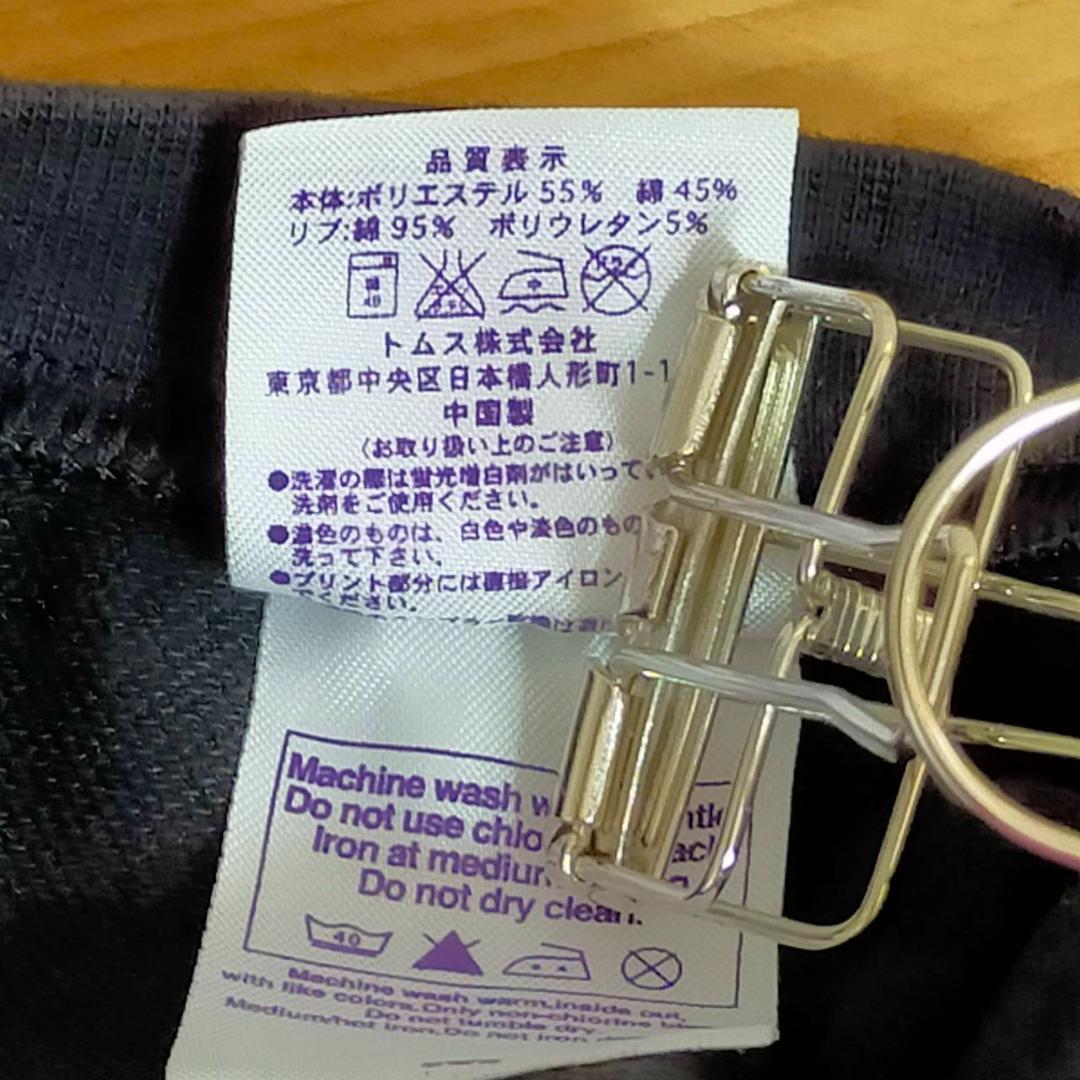 品質表示
本体:ポリエステル 55% 綿 45%
リブ:綿 95% ポリウレタン5%
40
中
トムス株式会社
東京都中央区日本橋人形町1-1
中国製
(お取り扱い上のご注意)
●洗濯の際は蛍光増白剤がはいって
洗剤をご使用ください。
●濃色のものは、白色や淡色のもの
洗って下さい。
●プリント部分には直接アイロン
でください。
Machine wash
Do not use
Iron at
Do not dry clean.
40
Machine wash warm,inside out,
with like colors.Only non-chlorine
Do not tumble dry
Medium/hot iron.Do not iron